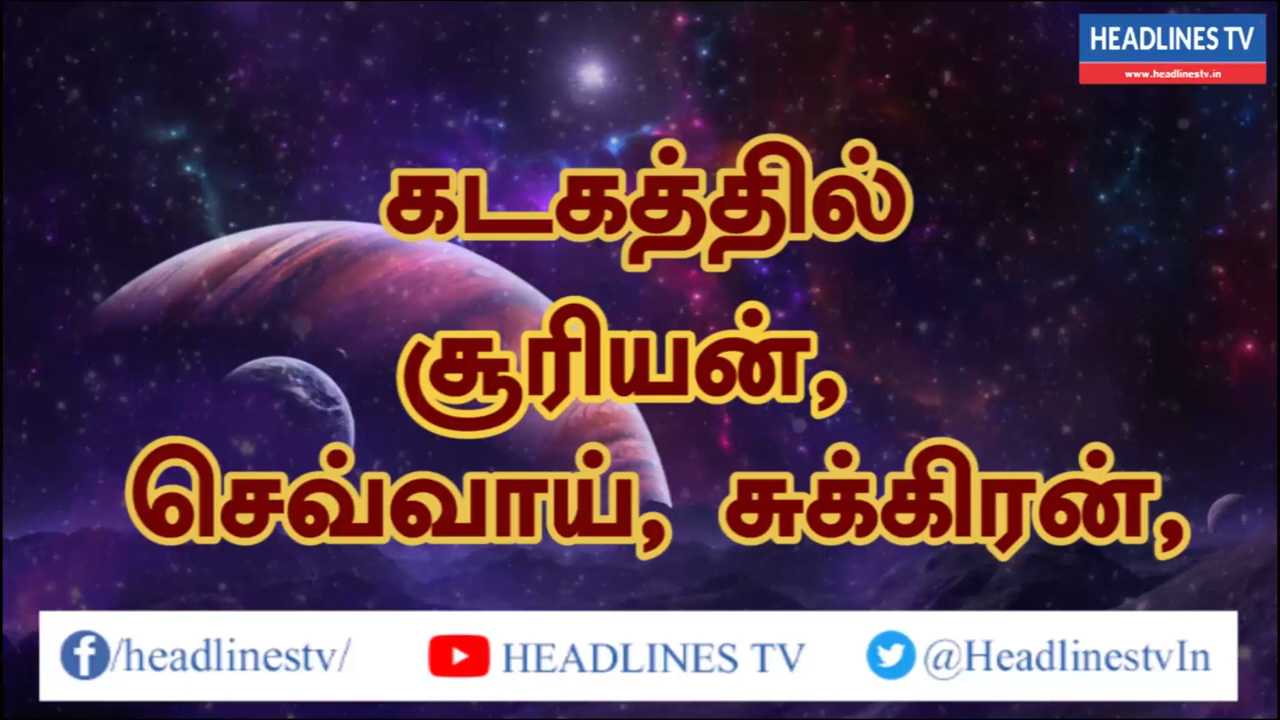 HEADLINES TV
www.headlinestv.in
கடகத்தில்
சூரியன்,
செவ்வாய், சுக்கிரன்,
/headlinestv/ HEADLINES TV @HeadlinestvIn